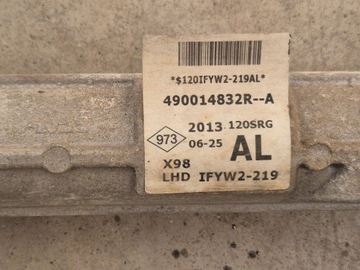 *$120IFYW2-219AL*
490014832R--A
2013 120SRG
973 06-25 AL
X98
LHD IFYW2-219